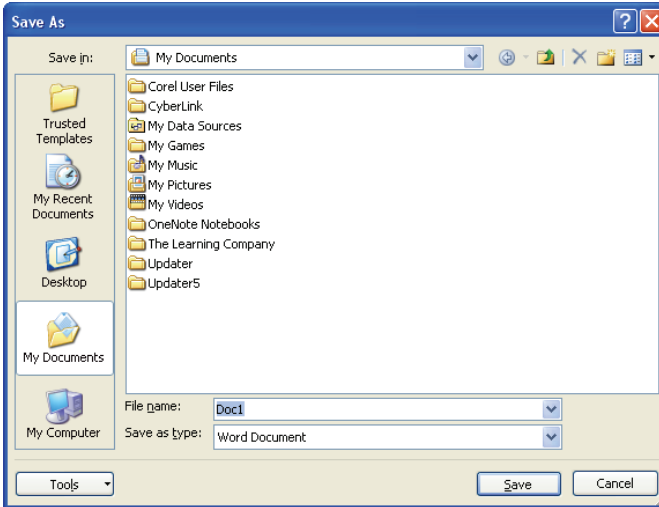 Save As
Save in:
My Documents
Trusted
Templates
My Recent
Documents
Desktop
My Documents
My Computer
Corel User Files
CyberLink
My Data Sources
My Games
My Music
My Pictures
My Videos
OneNote Notebooks
The Learning Company
Updater
Updater5
File name:
Doc1
Save as type:
Word Document
Tools
Save
Cancel